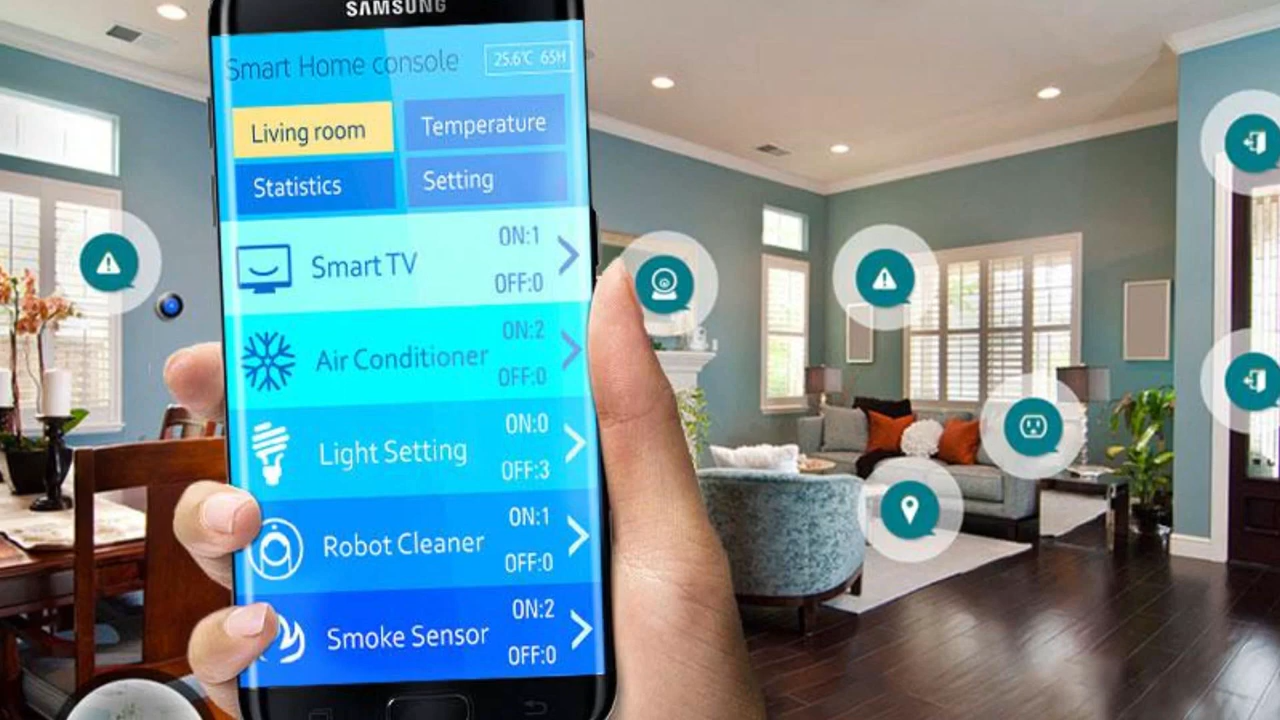 SAMSUNG
Smart Home console 25.6℃ 65H
Living room Temperature
Statistics Setting
Smart TV ON:1 OFF:0
Air Conditioner ON:2 OFF:0
Light Setting ON:0 OFF:3
Robot Cleaner ON:1 OFF:0
Smoke Sensor ON:2 OFF:0